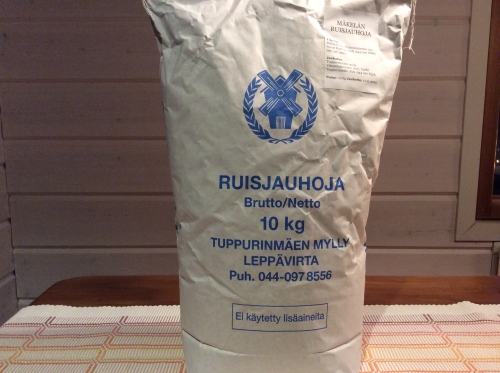 MÄKELÄN
RUISJAUHOJA
RUISJAUHOJA
Brutto/Netto
10 kg
TUPPURINMÄEN MYLLY
LEPPÄVIRTA
Puh. 044-097 8556
Ei käytetty lisäaineita